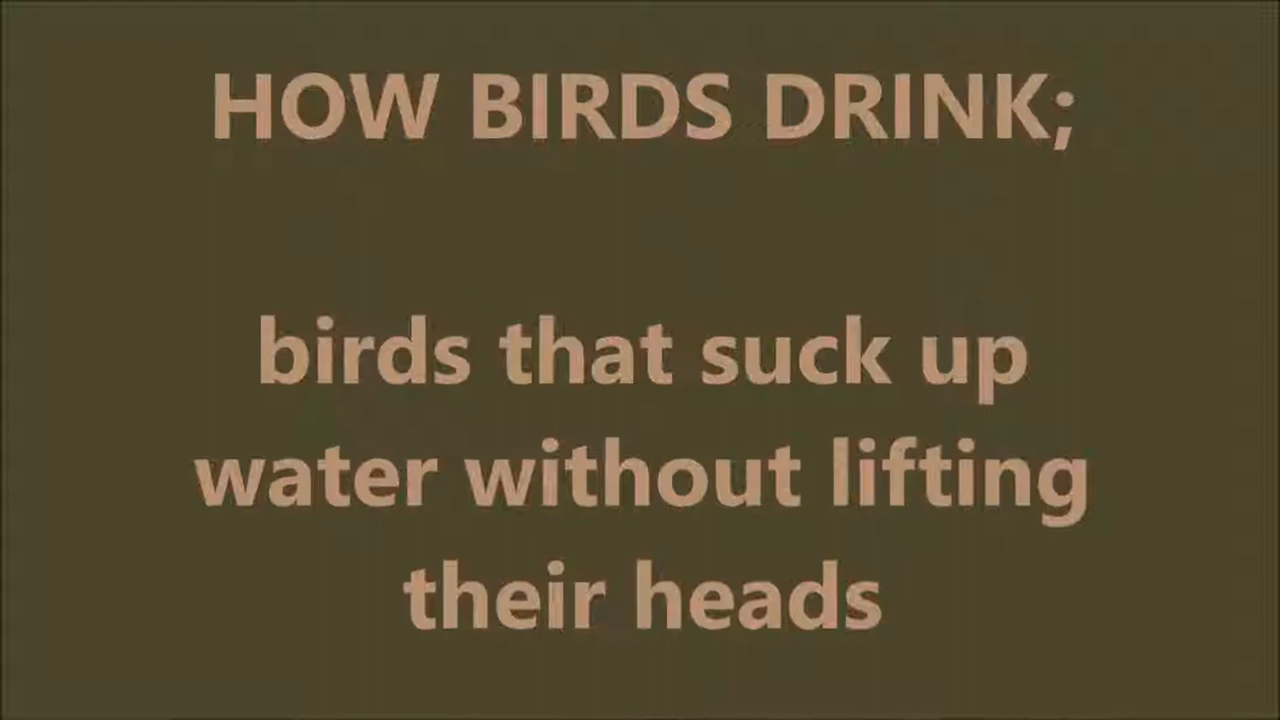 HOW BIRDS DRINK;
birds that suck up
water without lifting
their heads